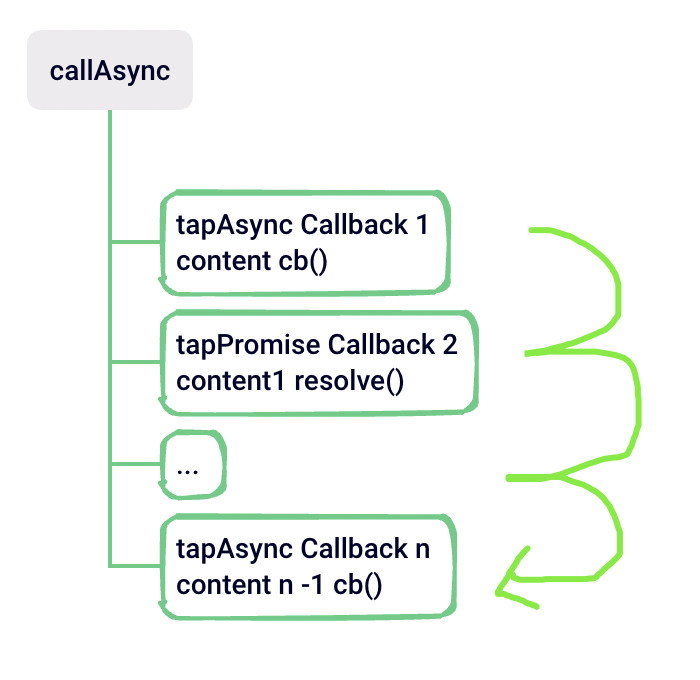 callAsync
tapAsync Callback 1
content cb()
tapPromise Callback 2
content1 resolve()
...
tapAsync Callback n
content n -1 cb()